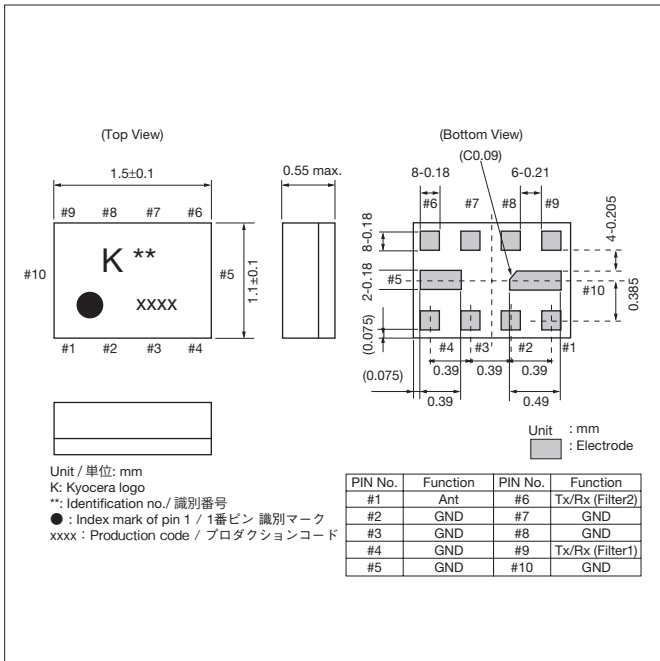 (Top View)
1.5±0.1
#9 #8 #7 #6
#10
K **
xxxx
#5
1.1±0.1
#1 #2 #3 #4
0.55 max.
(Bottom View)
(C0.09)
8-0.18
6-0.21
#6 #7 #8 #9
8-0.18
4-0.205
2-0.18
#5
#10
0.385
(0.075)
#4 #3 #2 #1
0.39 0.39 0.39
(0.075)
0.39
0.49
Unit : mm
: Electrode
Unit / 単位: mm
K: Kyocera logo
**: Identification no./ 識別番号
● : Index mark of pin 1 / 1番ピン 識別マーク
xxxx : Production code / プロダクションコード
PIN No. Function PIN No. Function
#1 Ant #6 Tx/Rx (Filter2)
#2 GND #7 GND
#3 GND #8 GND
#4 GND #9 Tx/Rx (Filter1)
#5 GND #10 GND